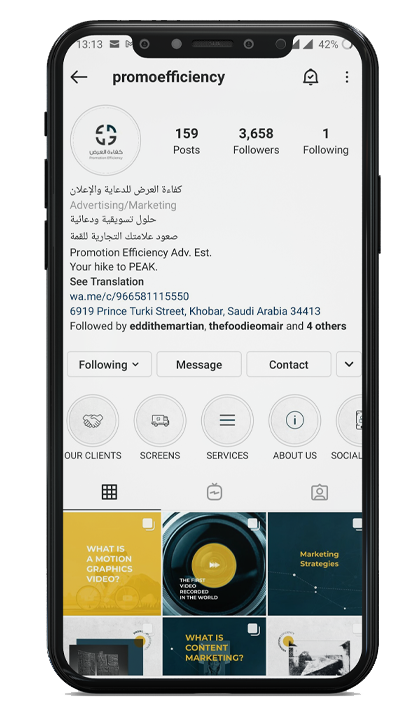 13:13 42%
promoefficiency
كفاءة العرض
Promotion Efficiency
159 3,658 1
Posts Followers Following
كفاءة العرض للدعاية والإعلان
Advertising/Marketing
حلول تسويقية ودعائية
صعود علامتك التجارية للقمة
Promotion Efficiency Adv. Est.
Your hike to PEAK.
See Translation
wa.me/c/966581115550
6919 Prince Turki Street, Khobar, Saudi Arabia 34413
Followed by eddithemartian, thefoodieomair and 4 others
Following Message Contact
OUR CLIENTS SCREENS SERVICES ABOUT US SOCIAL
WHAT IS
A MOTION
GRAPHICS
VIDEO?
THE FIRST
VIDEO
RECORDED
IN THE WORLD
Marketing
Strategies
WHAT IS
CONTENT
MARKETING?